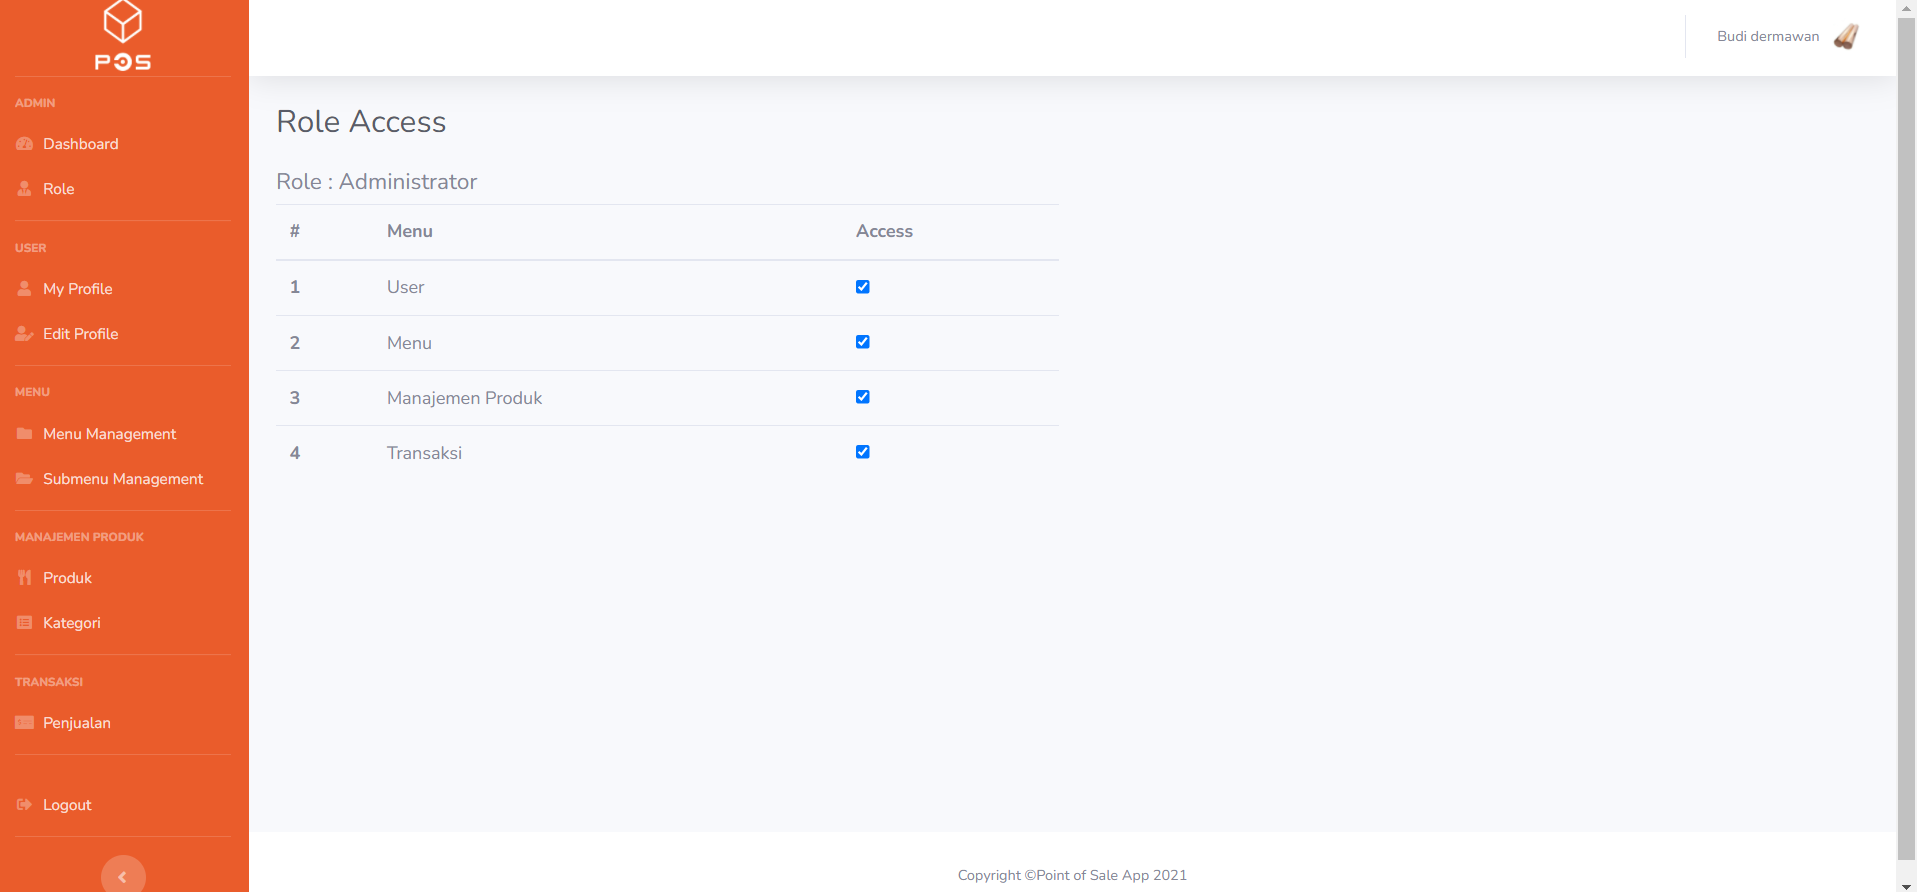 POS
ADMIN
Dashboard
Role
USER
My Profile
Edit Profile
MENU
Menu Management
Submenu Management
MANAJEMEN PRODUK
Produk
Kategori
TRANSAKSI
Penjualan
Logout
Budi dermawan
Role Access
Role : Administrator
# Menu Access
1 User
2 Menu
3 Manajemen Produk
4 Transaksi
Copyright ©Point of Sale App 2021